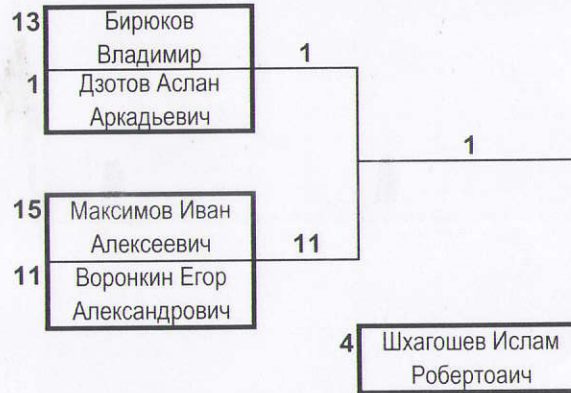 13 Бирюков
Владимир
1
1 Дзотов Аслан
Аркадьевич
1
15 Максимов Иван
Алексеевич
11
11 Воронкин Егор
Александрович
4 Шхагошев Ислам
Робертоаич